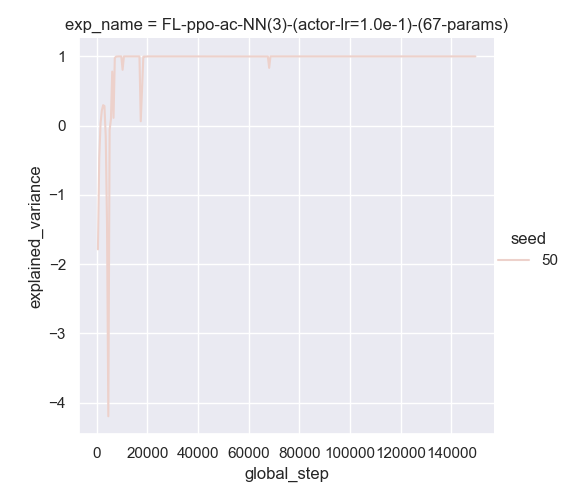 exp_name = FL-ppo-ac-NN(3)-(actor-lr=1.0e-1)-(67-params)
1
0
−1
−2
−3
−4
explained_variance
seed
50
0 20000 40000 60000 80000 100000 120000 140000
global_step